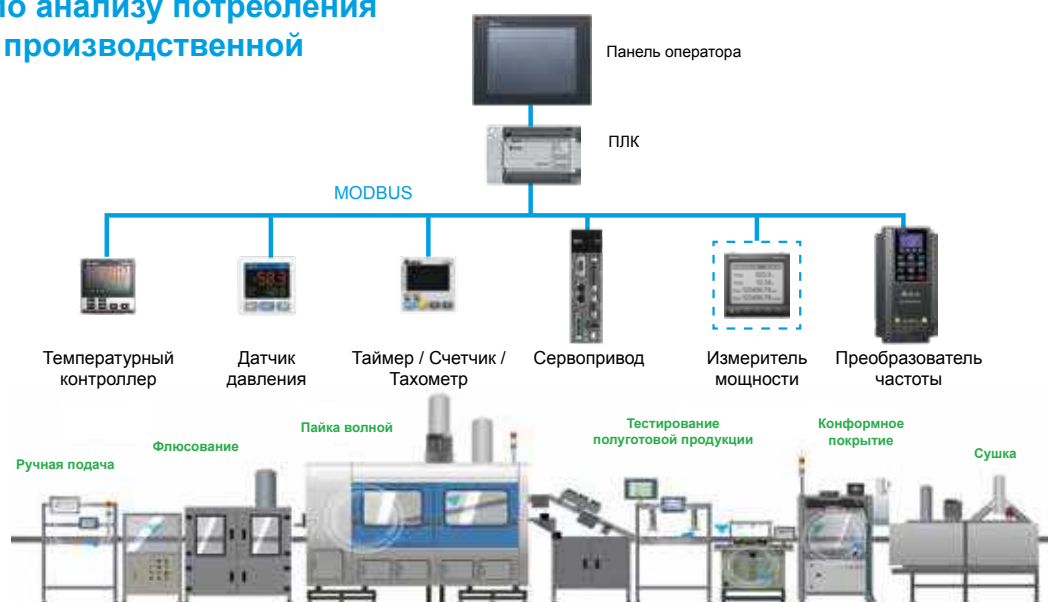 по анализу потребления
производственной
Панель оператора
ПЛК
MODBUS
Температурный
контроллер
Датчик
давления
Таймер / Счетчик /
Тахометр
Сервопривод
Измеритель
мощности
Преобразователь
частоты
Ручная подача
Флюсование
Пайка волной
Тестирование
полуготовой продукции
Конформное
покрытие
Сушка